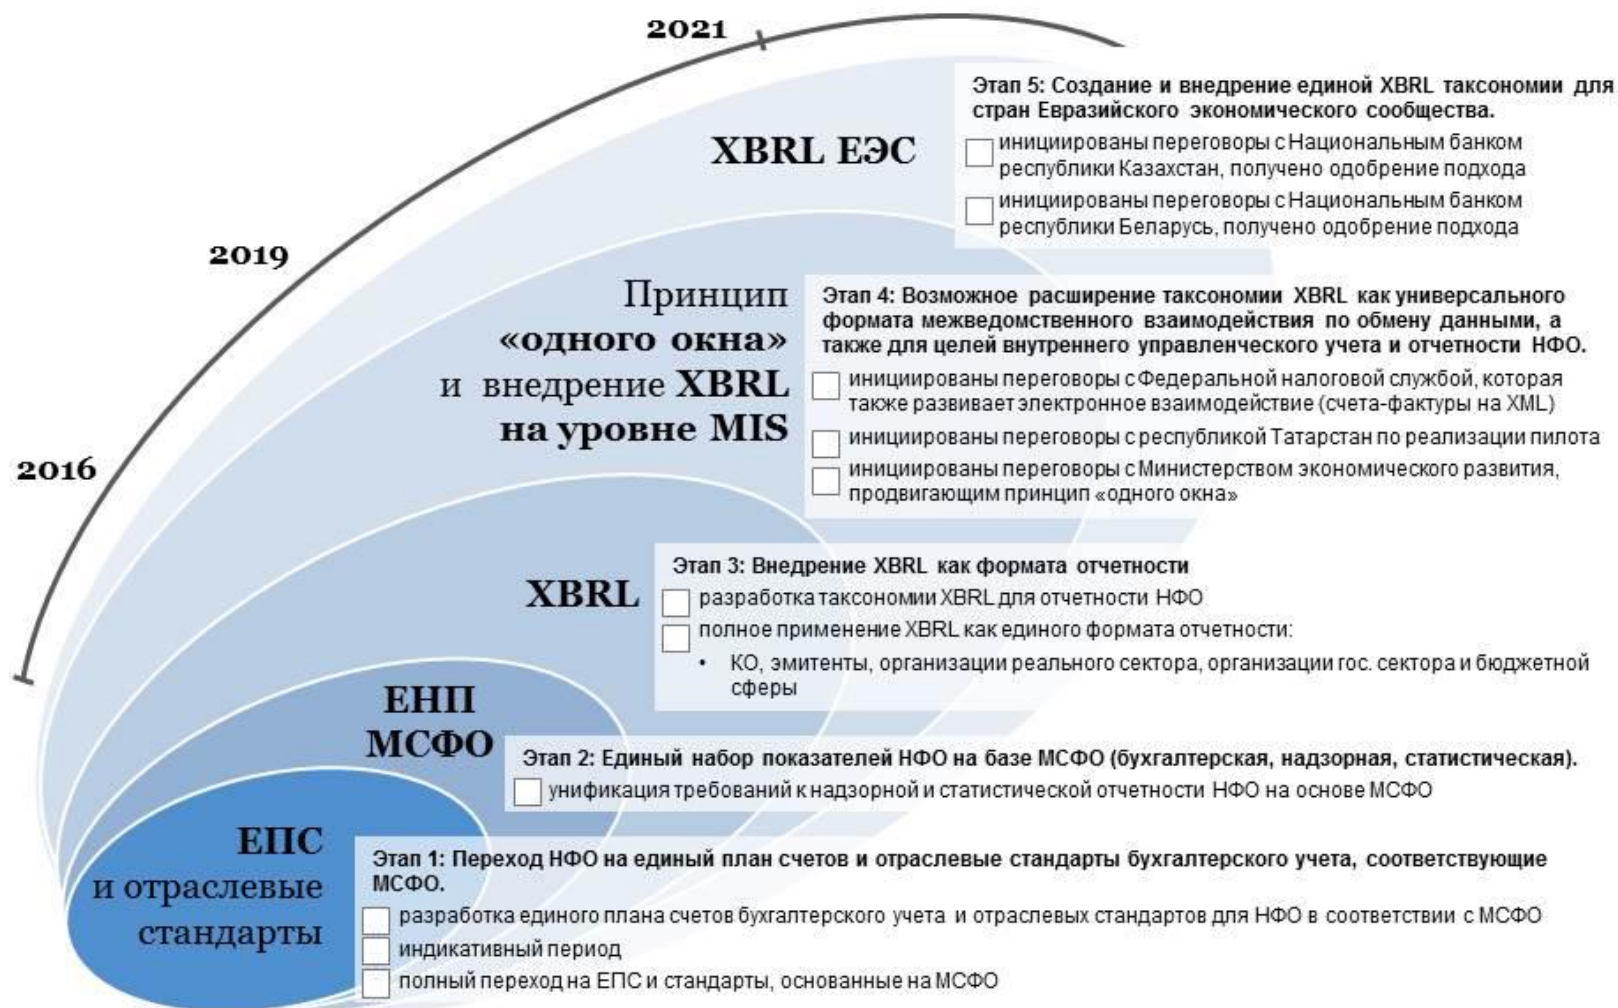 2021
Этап 5: Создание и внедрение единой XBRL таксономии для
стран Евразийского экономического сообщества.
XBRL ЕЭС
инициированы переговоры с Национальным банком
республики Казахстан, получено одобрение подхода
инициированы переговоры с Национальным банком
республики Беларусь, получено одобрение подхода
2019
Принцип
«одного окна»
и внедрение XBRL
на уровне MIS
Этап 4: Возможное расширение таксономии XBRL как универсального
формата межведомственного взаимодействия по обмену данными, а
также для целей внутреннего управленческого учета и отчетности НФО.
инициированы переговоры с Федеральной налоговой службой, которая
также развивает электронное взаимодействие (счета-фактуры на XML)
инициированы переговоры с республикой Татарстан по реализации пилота
инициированы переговоры с Министерством экономического развития,
продвигающим принцип «одного окна»
2016
XBRL
Этап 3: Внедрение XBRL как формата отчетности
разработка таксономии XBRL для отчетности НФО
полное применение XBRL как единого формата отчетности:
• КО, эмитенты, организации реального сектора, организации гос. сектора и бюджетной
сферы
ЕНП
МСФО
Этап 2: Единый набор показателей НФО на базе МСФО (бухгалтерская, надзорная, статистическая).
унификация требований к надзорной и статистической отчетности НФО на основе МСФО
ЕПС
и отраслевые
стандарты
Этап 1: Переход НФО на единый план счетов и отраслевые стандарты бухгалтерского учета, соответствующие
МСФО.
разработка единого плана счетов бухгалтерского учета и отраслевых стандартов для НФО в соответствии с МСФО
индикативный период
полный переход на ЕПС и стандарты, основанные на МСФО